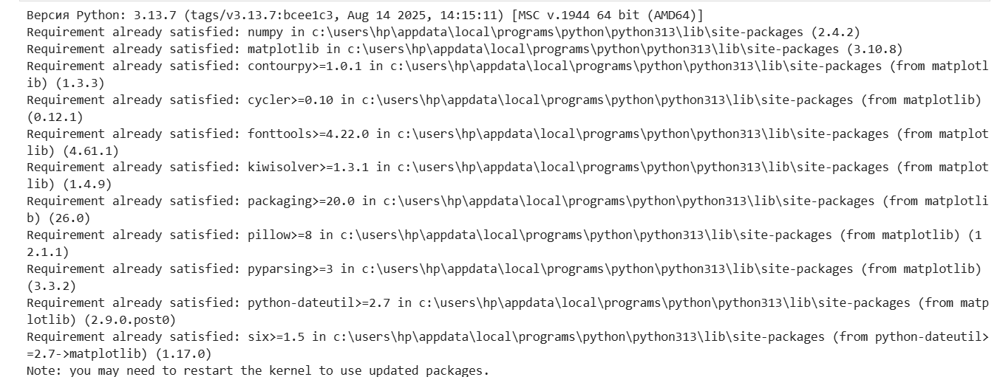 Версия Python: 3.13.7 (tags/v3.13.7:bcee1c3, Aug 14 2025, 14:15:11) [MSC v.1944 64 bit (AMD64)]
Requirement already satisfied: numpy in c:\users\hp\appdata\local\programs\python\python313\lib\site-packages (2.4.2)
Requirement already satisfied: matplotlib in c:\users\hp\appdata\local\programs\python\python313\lib\site-packages (3.10.8)
Requirement already satisfied: contourpy>=1.0.1 in c:\users\hp\appdata\local\programs\python\python313\lib\site-packages (from matplotl
ib) (1.3.3)
Requirement already satisfied: cycler>=0.10 in c:\users\hp\appdata\local\programs\python\python313\lib\site-packages (from matplotlib)
(0.12.1)
Requirement already satisfied: fonttools>=4.22.0 in c:\users\hp\appdata\local\programs\python\python313\lib\site-packages (from matplot
lib) (4.61.1)
Requirement already satisfied: kiwisolver>=1.3.1 in c:\users\hp\appdata\local\programs\python\python313\lib\site-packages (from matplot
lib) (1.4.9)
Requirement already satisfied: packaging>=20.0 in c:\users\hp\appdata\local\programs\python\python313\lib\site-packages (from matplotli
b) (26.0)
Requirement already satisfied: pillow>=8 in c:\users\hp\appdata\local\programs\python\python313\lib\site-packages (from matplotlib) (1
2.1.1)
Requirement already satisfied: pyparsing>=3 in c:\users\hp\appdata\local\programs\python\python313\lib\site-packages (from matplotlib)
(3.3.2)
Requirement already satisfied: python-dateutil>=2.7 in c:\users\hp\appdata\local\programs\python\python313\lib\site-packages (from matp
lotlib) (2.9.0.post0)
Requirement already satisfied: six>=1.5 in c:\users\hp\appdata\local\programs\python\python313\lib\site-packages (from python-dateutil>
=2.7->matplotlib) (1.17.0)
Note: you may need to restart the kernel to use updated packages.